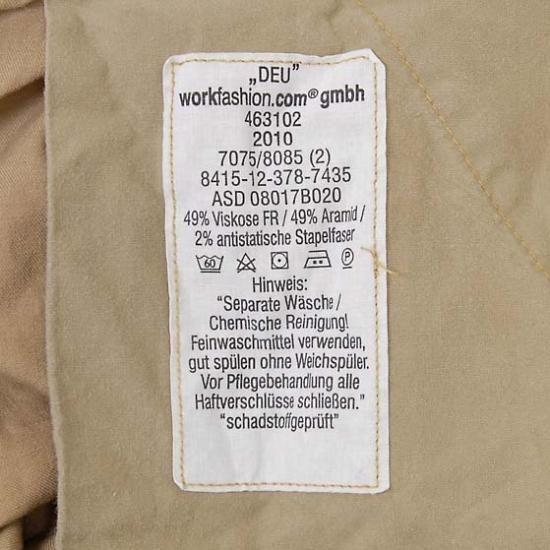 „DEU”
workfashion.com® gmbh
463102
2010
7075/8085 (2)
8415-12-378-7435
ASD 08017B020
49% Viskose FR / 49% Aramid /
2% antistatische Stapelfaser
60 P
Hinweis:
“Separate Wäsche/
Chemische Reinigung!
Feinwaschmittel verwenden,
gut spülen ohne Weichspüler.
Vor Pflegebehandlung alle
Haftverschlüsse schließen.”
“schadstoffgeprüft”